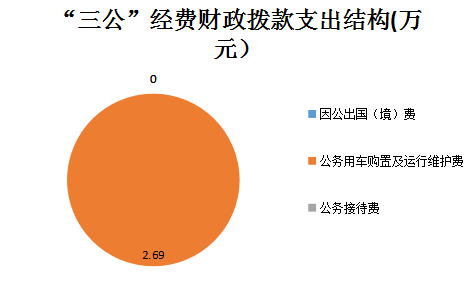 “三公”经费财政拨款支出结构(万
元）
0
因公出国（境）费
公务用车购置及运行维护费
公务接待费
2.69